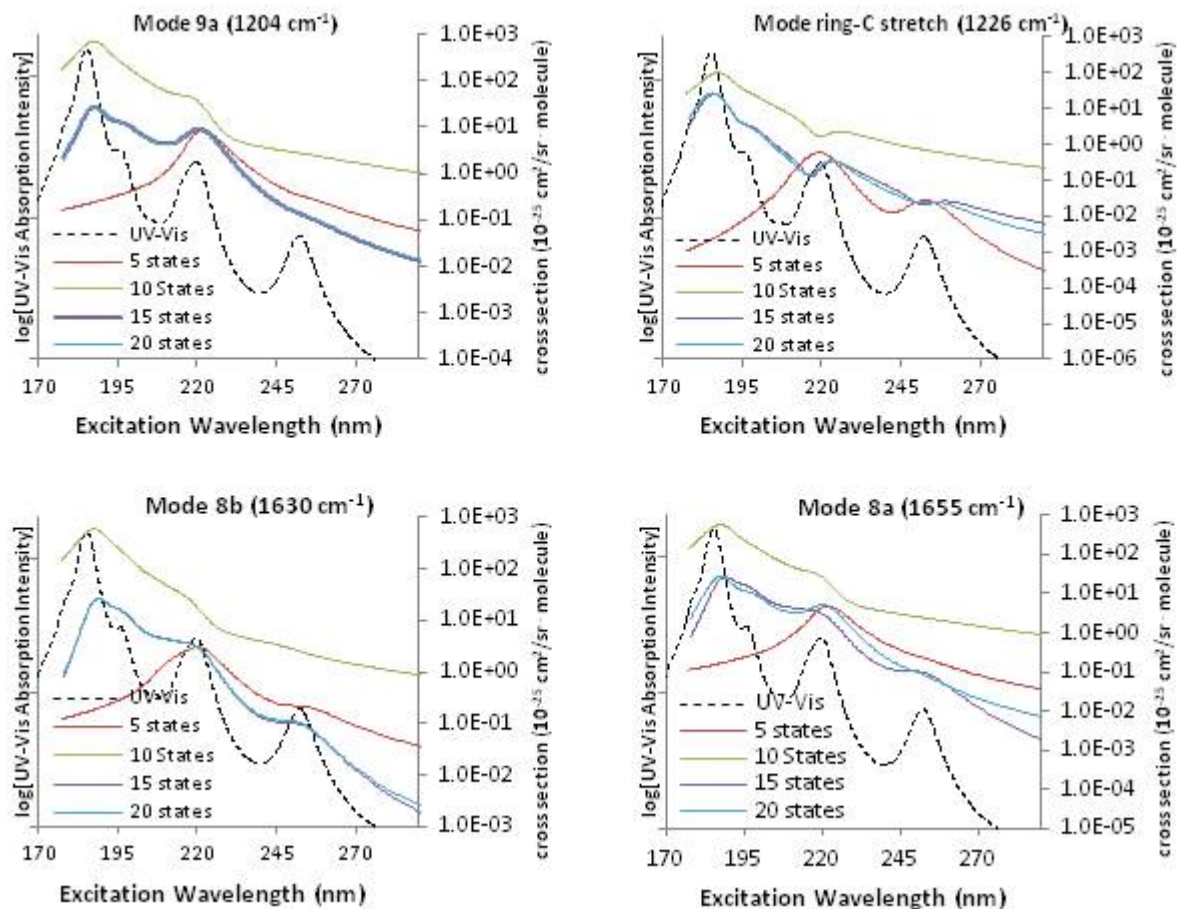 Mode 9a (1204 cm-1)
log[UV-Vis Absorption Intensity]
1.0E+03
1.0E+02
1.0E+01
1.0E+00
1.0E-01
1.0E-02
1.0E-03
1.0E-04
cross section (10-25 cm2/sr· molecule)
UV-Vis
5 states
10 States
15 states
20 states
170 195 220 245 270
Excitation Wavelength (nm)
Mode ring-C stretch (1226 cm-1)
log[UV-Vis Absorption Intensity]
1.0E+03
1.0E+02
1.0E+01
1.0E+00
1.0E-01
1.0E-02
1.0E-03
1.0E-04
1.0E-05
1.0E-06
cross section (10-25 cm2/sr· molecule)
UV-Vis
5 states
10 States
15 states
20 states
170 195 220 245 270
Excitation Wavelength (nm)
Mode 8b (1630 cm-1)
log[UV-Vis Absorption Intensity]
1.0E+03
1.0E+02
1.0E+01
1.0E+00
1.0E-01
1.0E-02
1.0E-03
cross section (10-25 cm2/sr· molecule)
UV-Vis
5 states
10 States
15 states
20 states
170 195 220 245 270
Excitation Wavelength (nm)
Mode 8a (1655 cm-1)
log[UV-Vis Absorption Intensity]
1.0E+03
1.0E+02
1.0E+01
1.0E+00
1.0E-01
1.0E-02
1.0E-03
1.0E-04
1.0E-05
cross section (10-25 cm2/sr· molecule)
UV-Vis
5 states
10 States
15 states
20 states
170 195 220 245 270
Excitation Wavelength (nm)